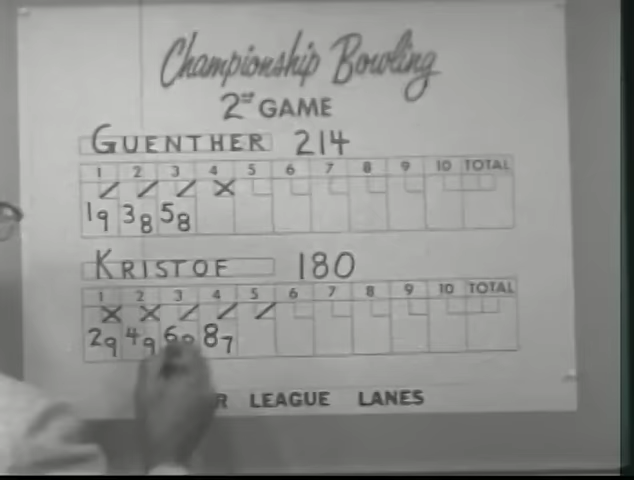 Championship Bowling
2ND GAME
GUENTHER 214
1 2 3 4 5 6 7 8 9 10 TOTAL
/ / / X
19 38 58
KRISTOF 180
1 2 3 4 5 6 7 8 9 10 TOTAL
X X / / /
29 49 87
LEAGUE LANES